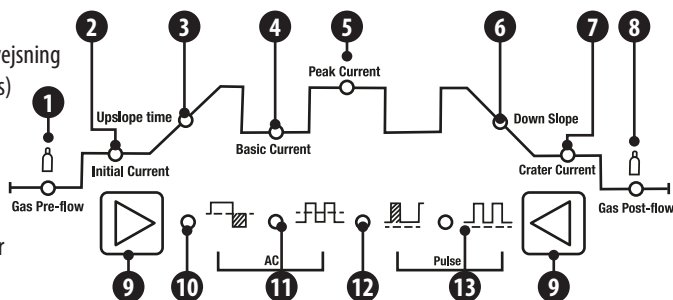 2 3 4 5 6 7 8
vejsning
Peak Current
s)
1
Upslope time
Down Slope
Basic Current
Initial Current
Crater Current
Gas Pre-flow
Gas Post-flow
r
AC
Pulse
9 10 11 12 13 9